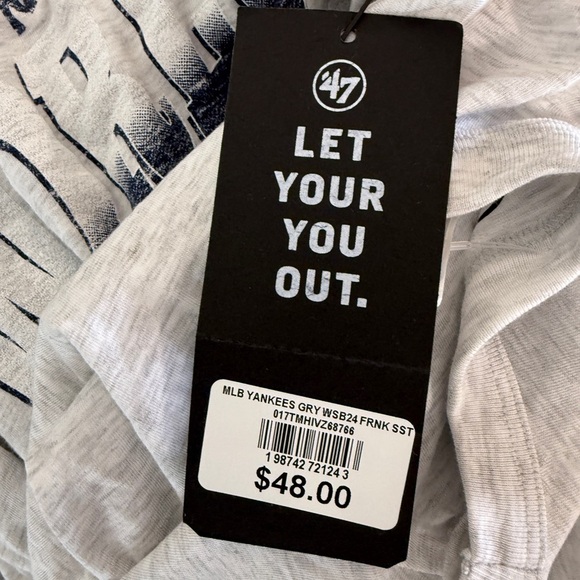 '47
LET
YOUR
YOU
OUT.
MLB YANKEES GRY WSB24 FRNK SST
017TMHIVZ68766
1 98742 72124 3
$48.00